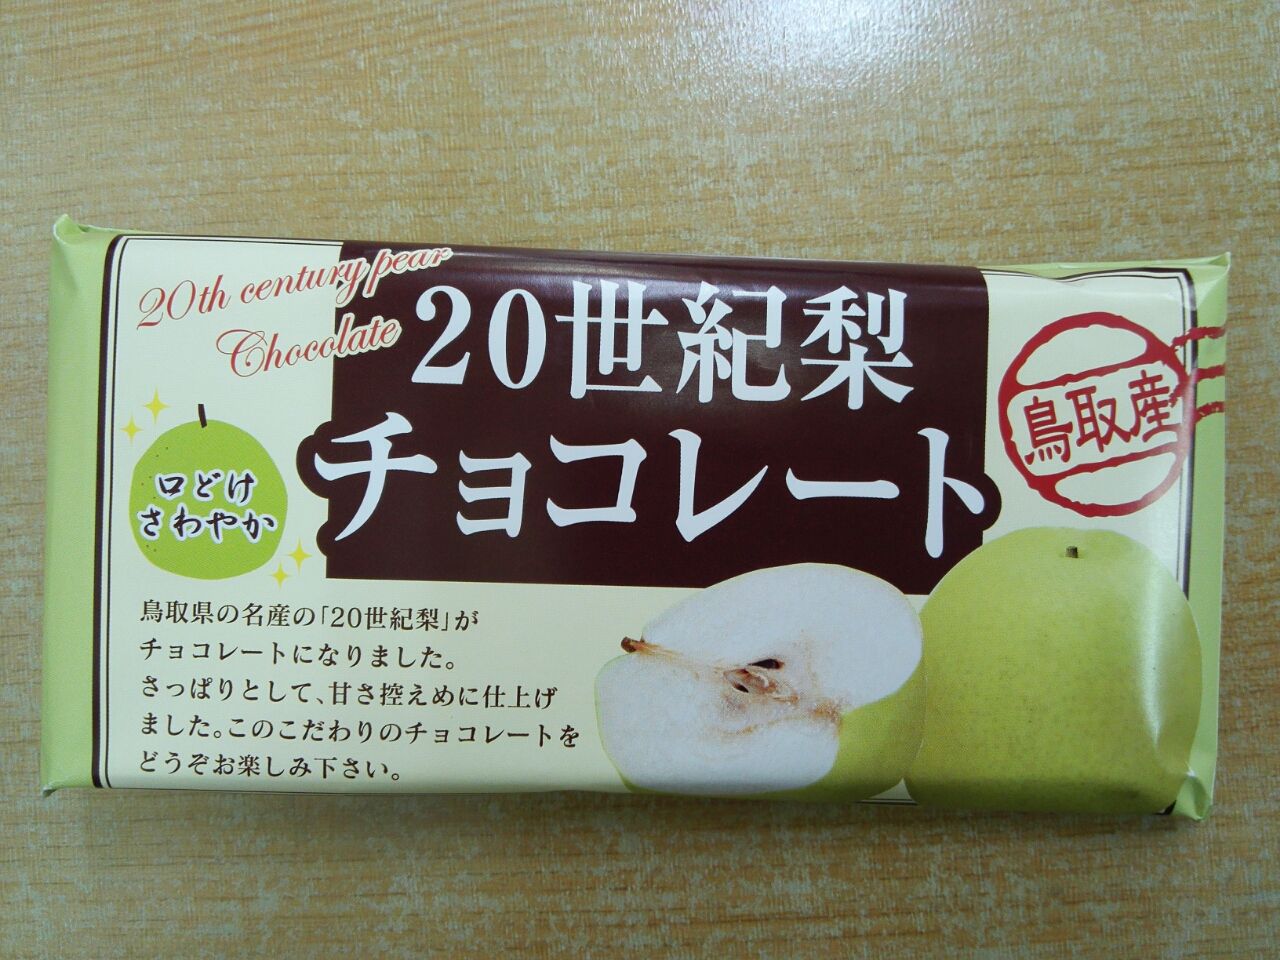 20th century pear
Chocolate
20世紀梨
チョコレート
鳥取産
口どけ
さわやか
鳥取県の名産の「20世紀梨」が
チョコレートになりました。
さっぱりとして、甘さ控えめに仕上げ
ました。このこだわりのチョコレートを
どうぞお楽しみ下さい。